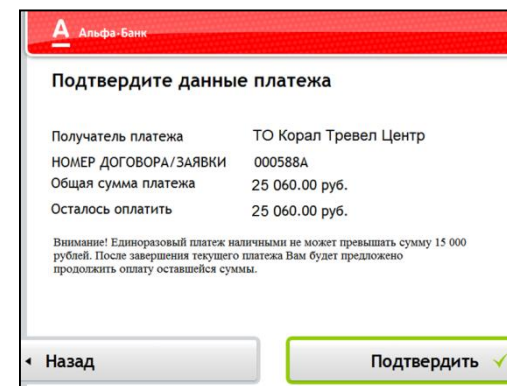 А Альфа-Банк
Подтвердите данные платежа
Получатель платежа ТО Корал Тревел Центр
НОМЕР ДОГОВОРА/ЗАЯВКИ 000588А
Общая сумма платежа 25 060.00 руб.
Осталось оплатить 25 060.00 руб.
Внимание! Единоразовый платеж наличными не может превышать сумму 15 000
рублей. После завершения текущего платежа Вам будет предложено
продолжить оплату оставшейся суммы.
Назад Подтвердить